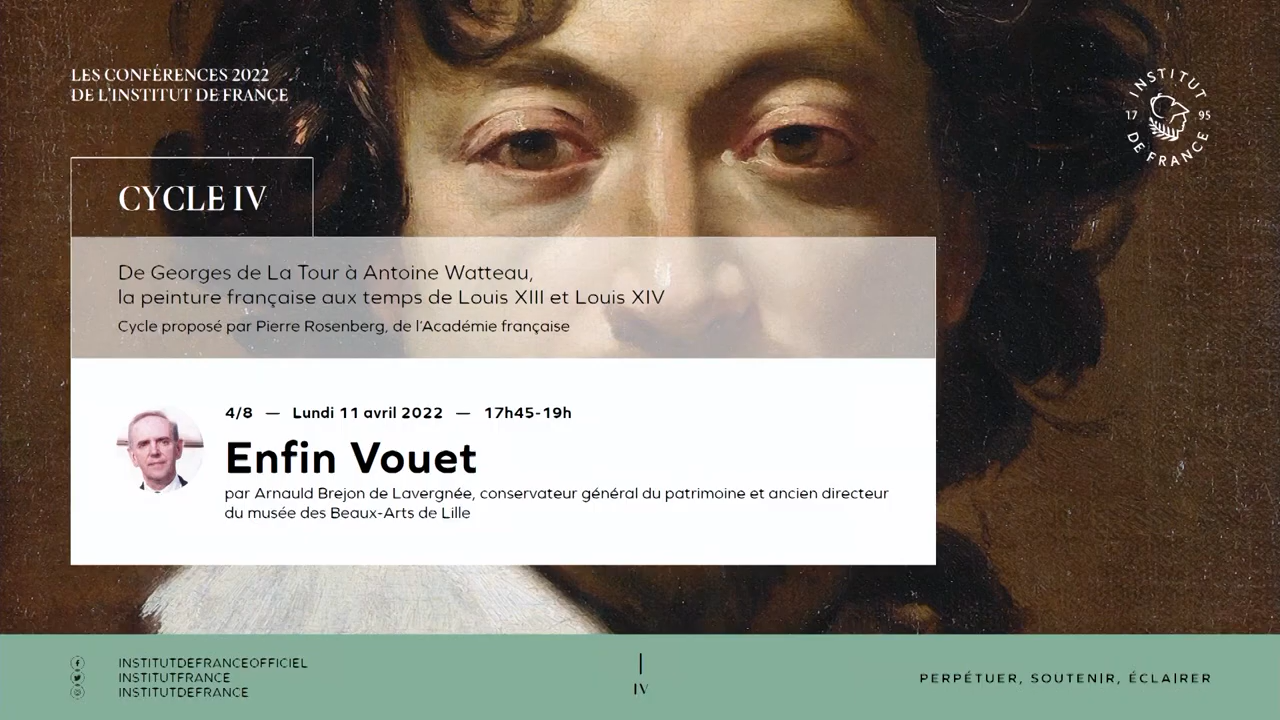 LES CONFÉRENCES 2022
DE L'INSTITUT DE FRANCE
INSTITUT
17 95
DE FRANCE
CYCLE IV
De Georges de La Tour à Antoine Watteau,
la peinture française aux temps de Louis XIII et Louis XIV
Cycle proposé par Pierre Rosenberg, de l'Académie française
4/8 — Lundi 11 avril 2022 — 17h45-19h
Enfin Vouet
par Arnauld Brejon de Lavergnée, conservateur général du patrimoine et ancien directeur
du musée des Beaux-Arts de Lille
INSTITUTDEFRANCEOFFICIEL
INSTITUTFRANCE
INSTITUTDEFRANCE
IV
PERPÉTUER, SOUTENIR, ÉCLAIRER